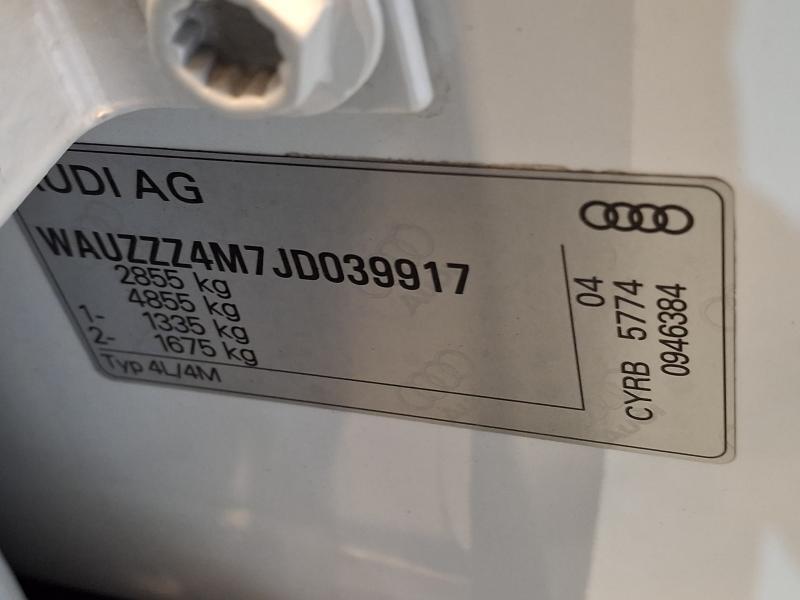 AUDI AG
WAUZZZ4M7JD039917
2855 kg
4855 kg
1- 1335 kg
2- 1675 kg
Typ 4L/4M
04
CYRB 5774
0946384